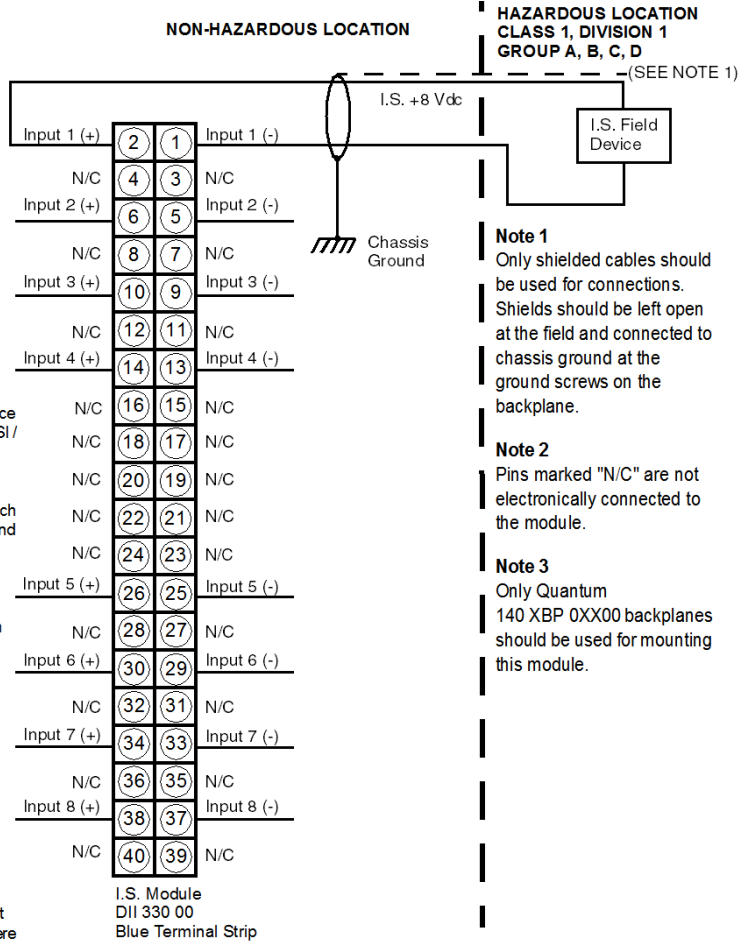 NON-HAZARDOUS LOCATION
HAZARDOUS LOCATION
CLASS 1, DIVISION 1
GROUP A, B, C, D
(SEE NOTE 1)
I.S. +8 Vdc
I.S. Field
Device
Input 1 (+) 2 1 Input 1 (-)
N/C 4 3 N/C
Input 2 (+) 6 5 Input 2 (-)
N/C 8 7 N/C
Input 3 (+) 10 9 Input 3 (-)
N/C 12 11 N/C
Input 4 (+) 14 13 Input 4 (-)
N/C 16 15 N/C
N/C 18 17 N/C
N/C 20 19 N/C
N/C 22 21 N/C
N/C 24 23 N/C
Input 5 (+) 26 25 Input 5 (-)
N/C 28 27 N/C
Input 6 (+) 30 29 Input 6 (-)
N/C 32 31 N/C
Input 7 (+) 34 33 Input 7 (-)
N/C 36 35 N/C
Input 8 (+) 38 37 Input 8 (-)
N/C 40 39 N/C
Chassis
Ground
I.S. Module
DII 330 00
Blue Terminal Strip
Note 1
Only shielded cables should
be used for connections.
Shields should be left open
at the field and connected to
chassis ground at the
ground screws on the
backplane.
Note 2
Pins marked "N/C" are not
electronically connected to
the module.
Note 3
Only Quantum
140 XBP 0XX00 backplanes
should be used for mounting
this module.